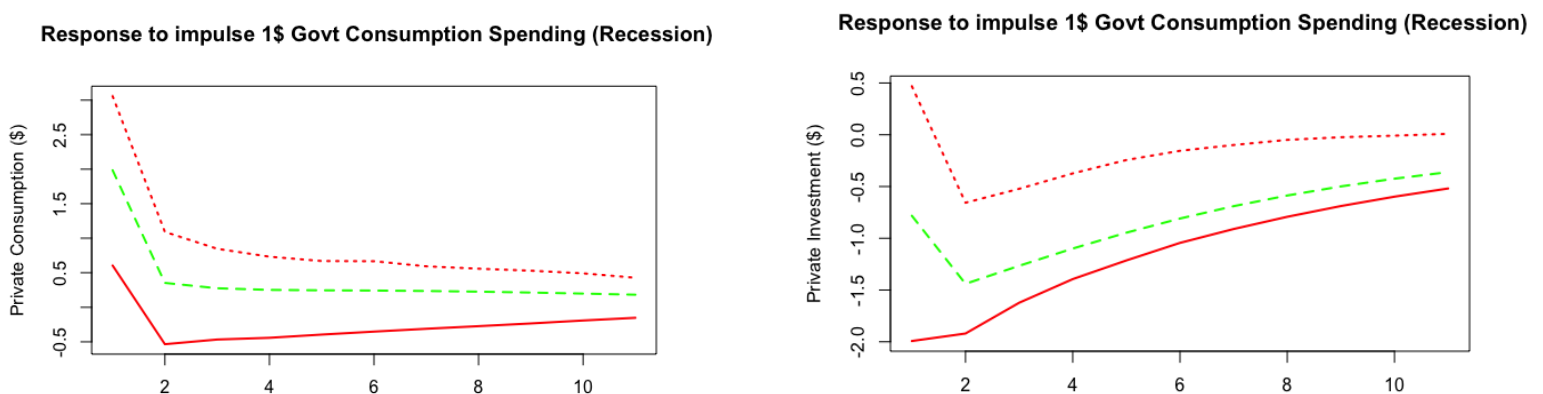 Response to impulse 1$ Govt Consumption Spending (Recession)
Private Consumption ($)
2.5
1.5
0.5
-0.5
2 4 6 8 10
Response to impulse 1$ Govt Consumption Spending (Recession)
Private Investment ($)
0.5
0.0
-0.5
-1.0
-1.5
-2.0
2 4 6 8 10